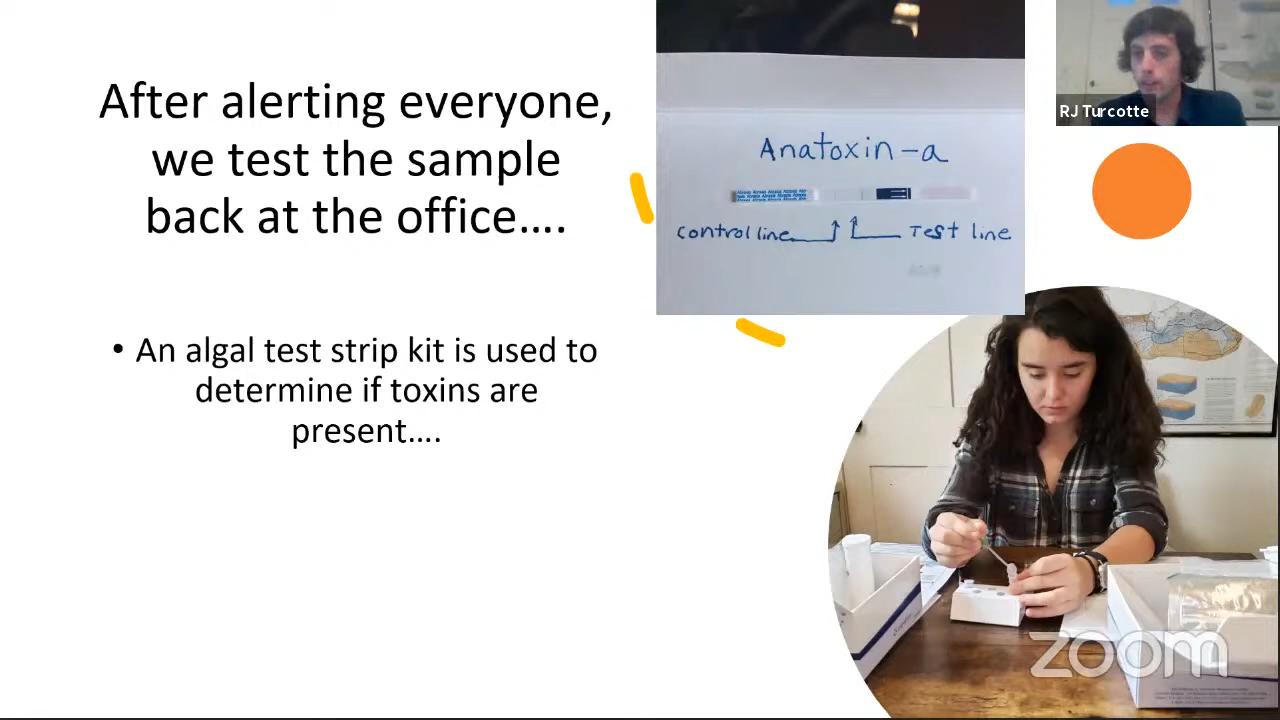 After alerting everyone,
we test the sample
back at the office....
• An algal test strip kit is used to
determine if toxins are
present....
Anatoxin-a
control line
Test line
RJ Turcotte
zoom